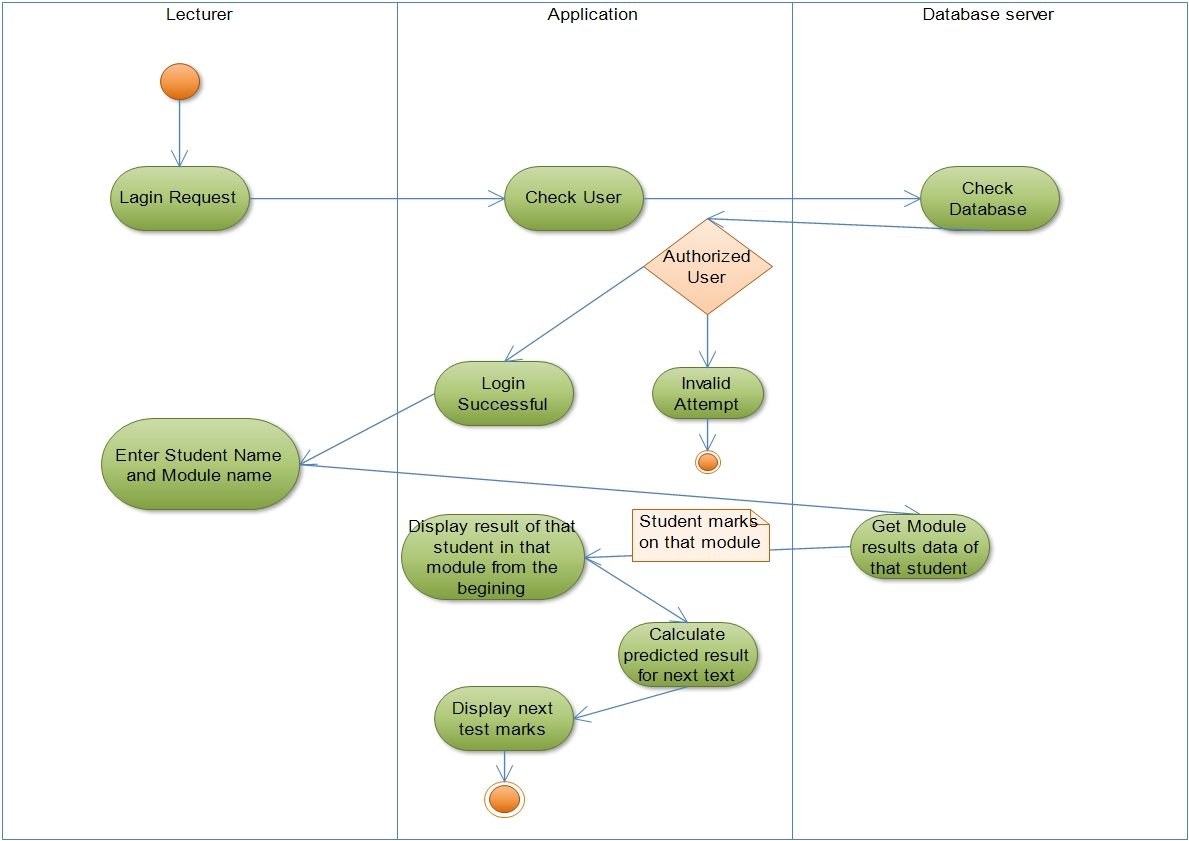 Lecturer
Application
Database server
Lagin Request
Check User
Check
Database
Authorized
User
Login
Successful
Invalid
Attempt
Enter Student Name
and Module name
Student marks
on that module
Get Module
results data of
that student
Display result of that
student in that
module from the
begining
Calculate
predicted result
for next text
Display next
test marks